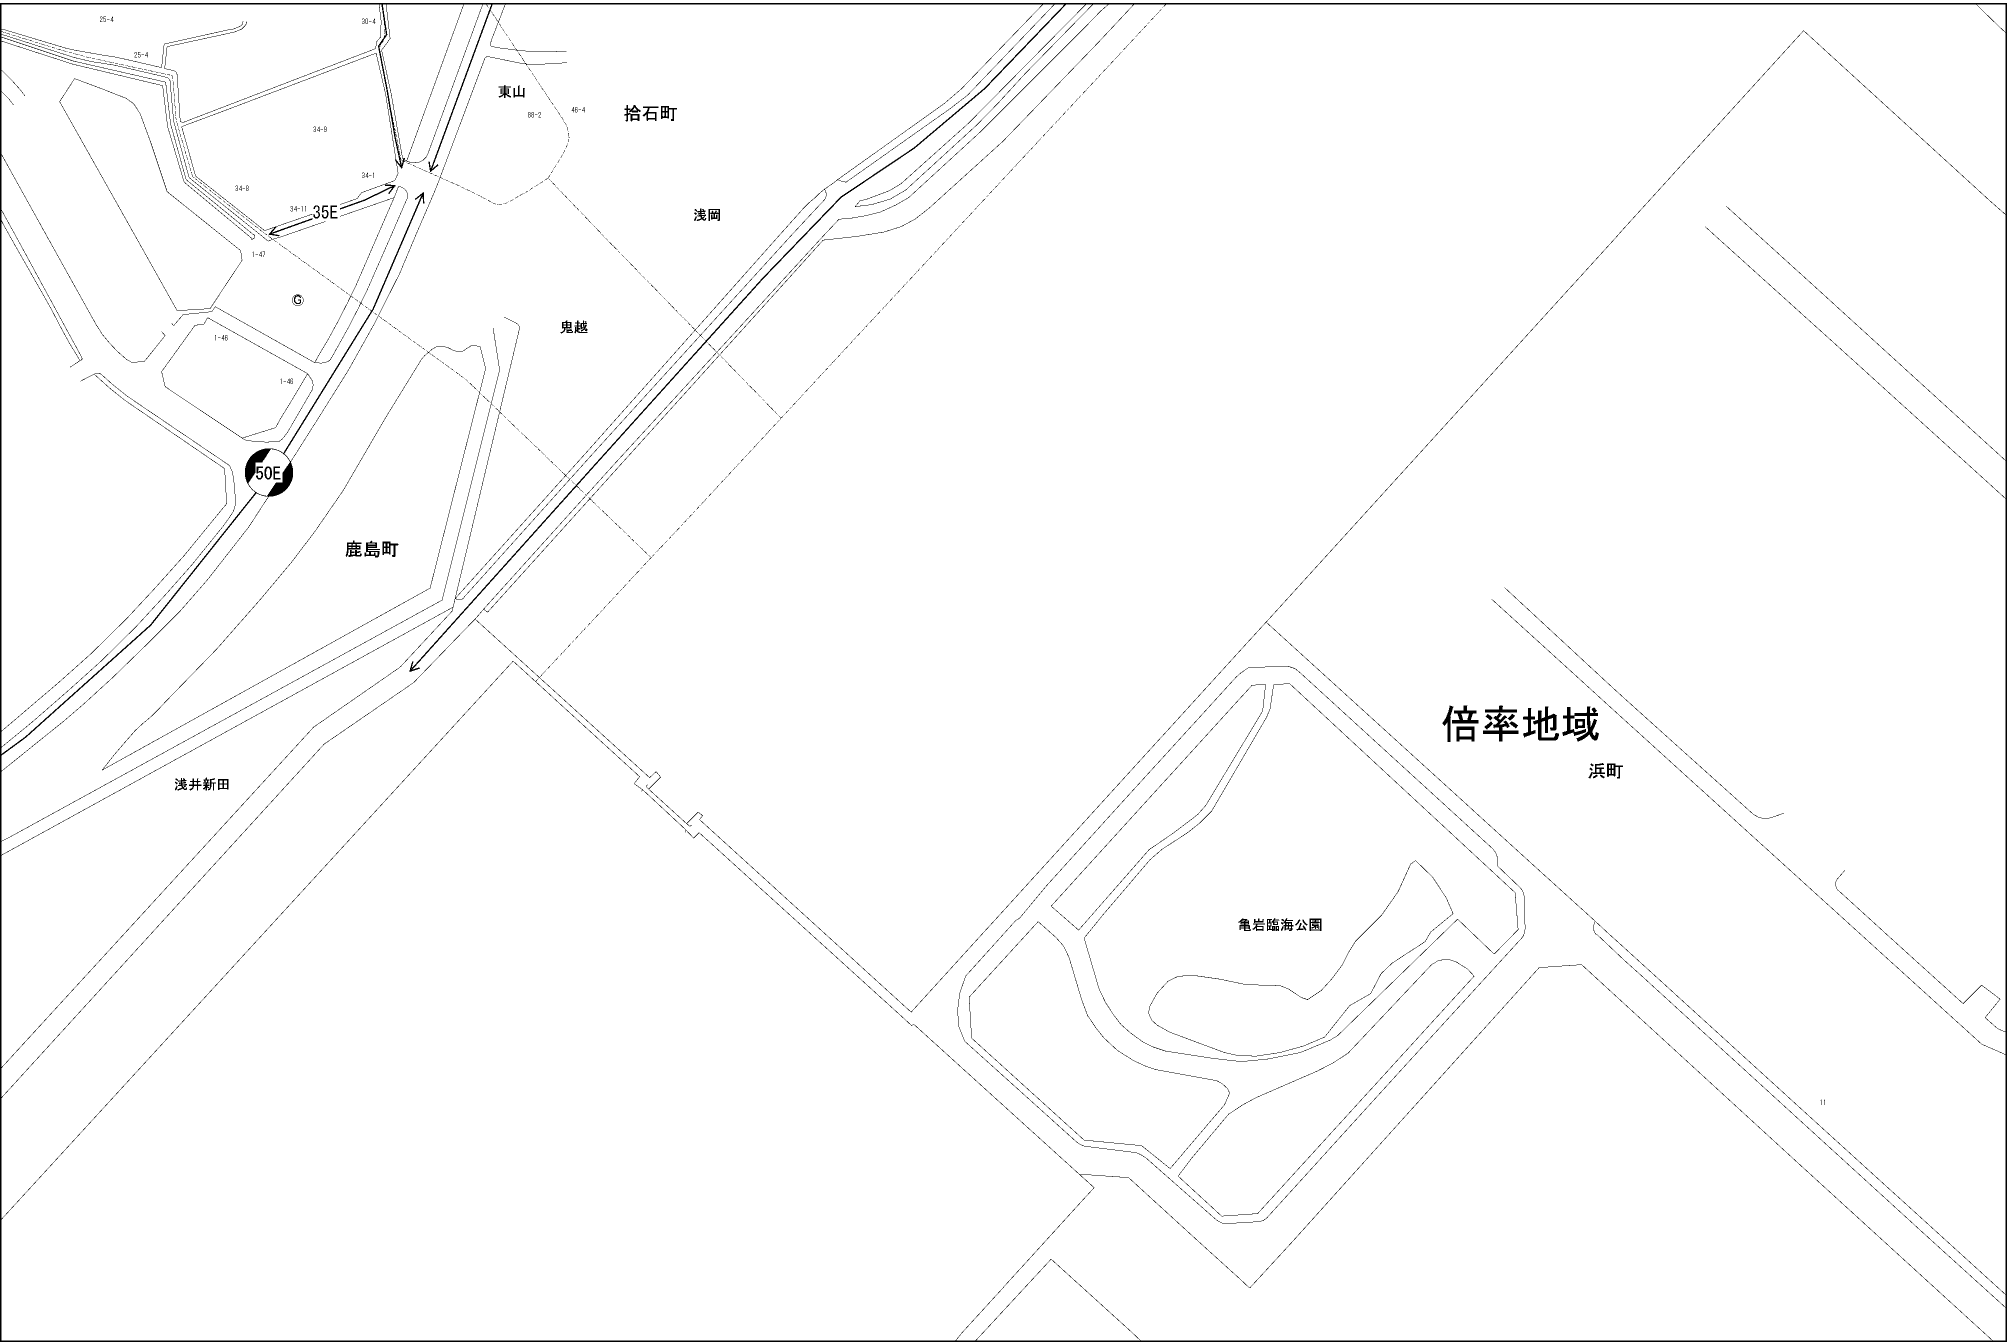 25-4
30-4
25-4
東山
88-2
46-4
拾石町
34-9
34-1
34-8
34-11
35E
浅岡
1-47
G
鬼越
1-46
1-46
50E
鹿島町
倍率地域
浜町
浅井新田
亀岩臨海公園
11